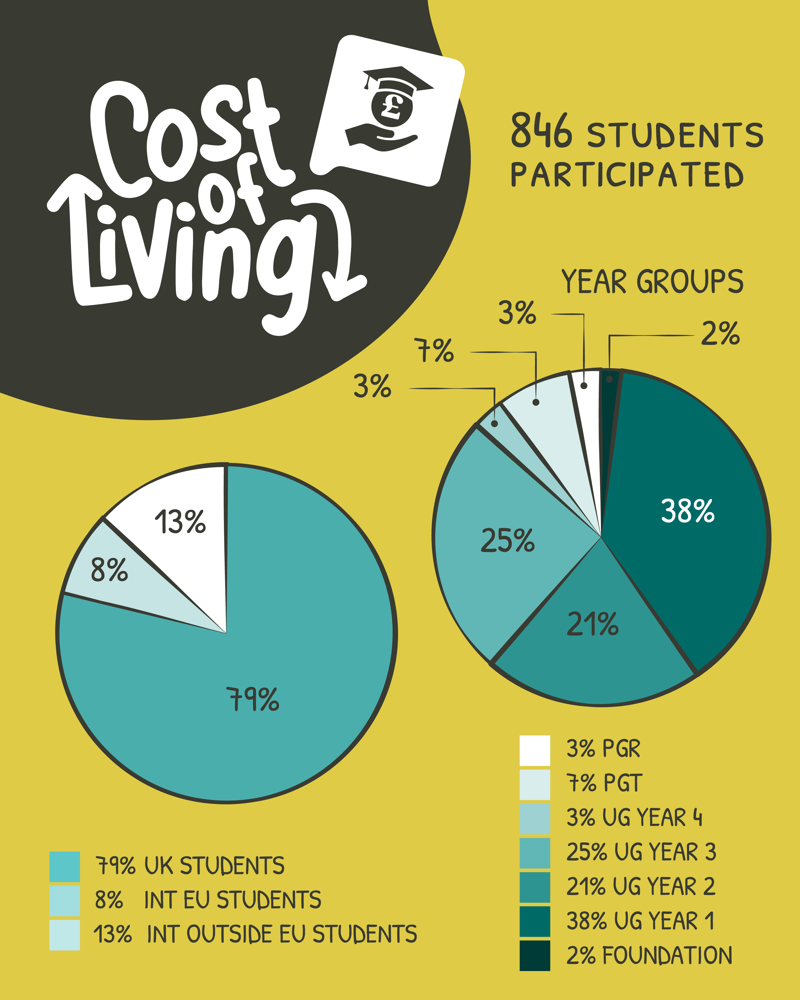 Cost
of
Living
£
846 STUDENTS
PARTICIPATED
YEAR GROUPS
3%
2%
7%
3%
38%
25%
21%
13%
8%
79%
3% PGR
7% PGT
3% UG YEAR 4
25% UG YEAR 3
21% UG YEAR 2
38% UG YEAR 1
2% FOUNDATION
79% UK STUDENTS
8% INT EU STUDENTS
13% INT OUTSIDE EU STUDENTS